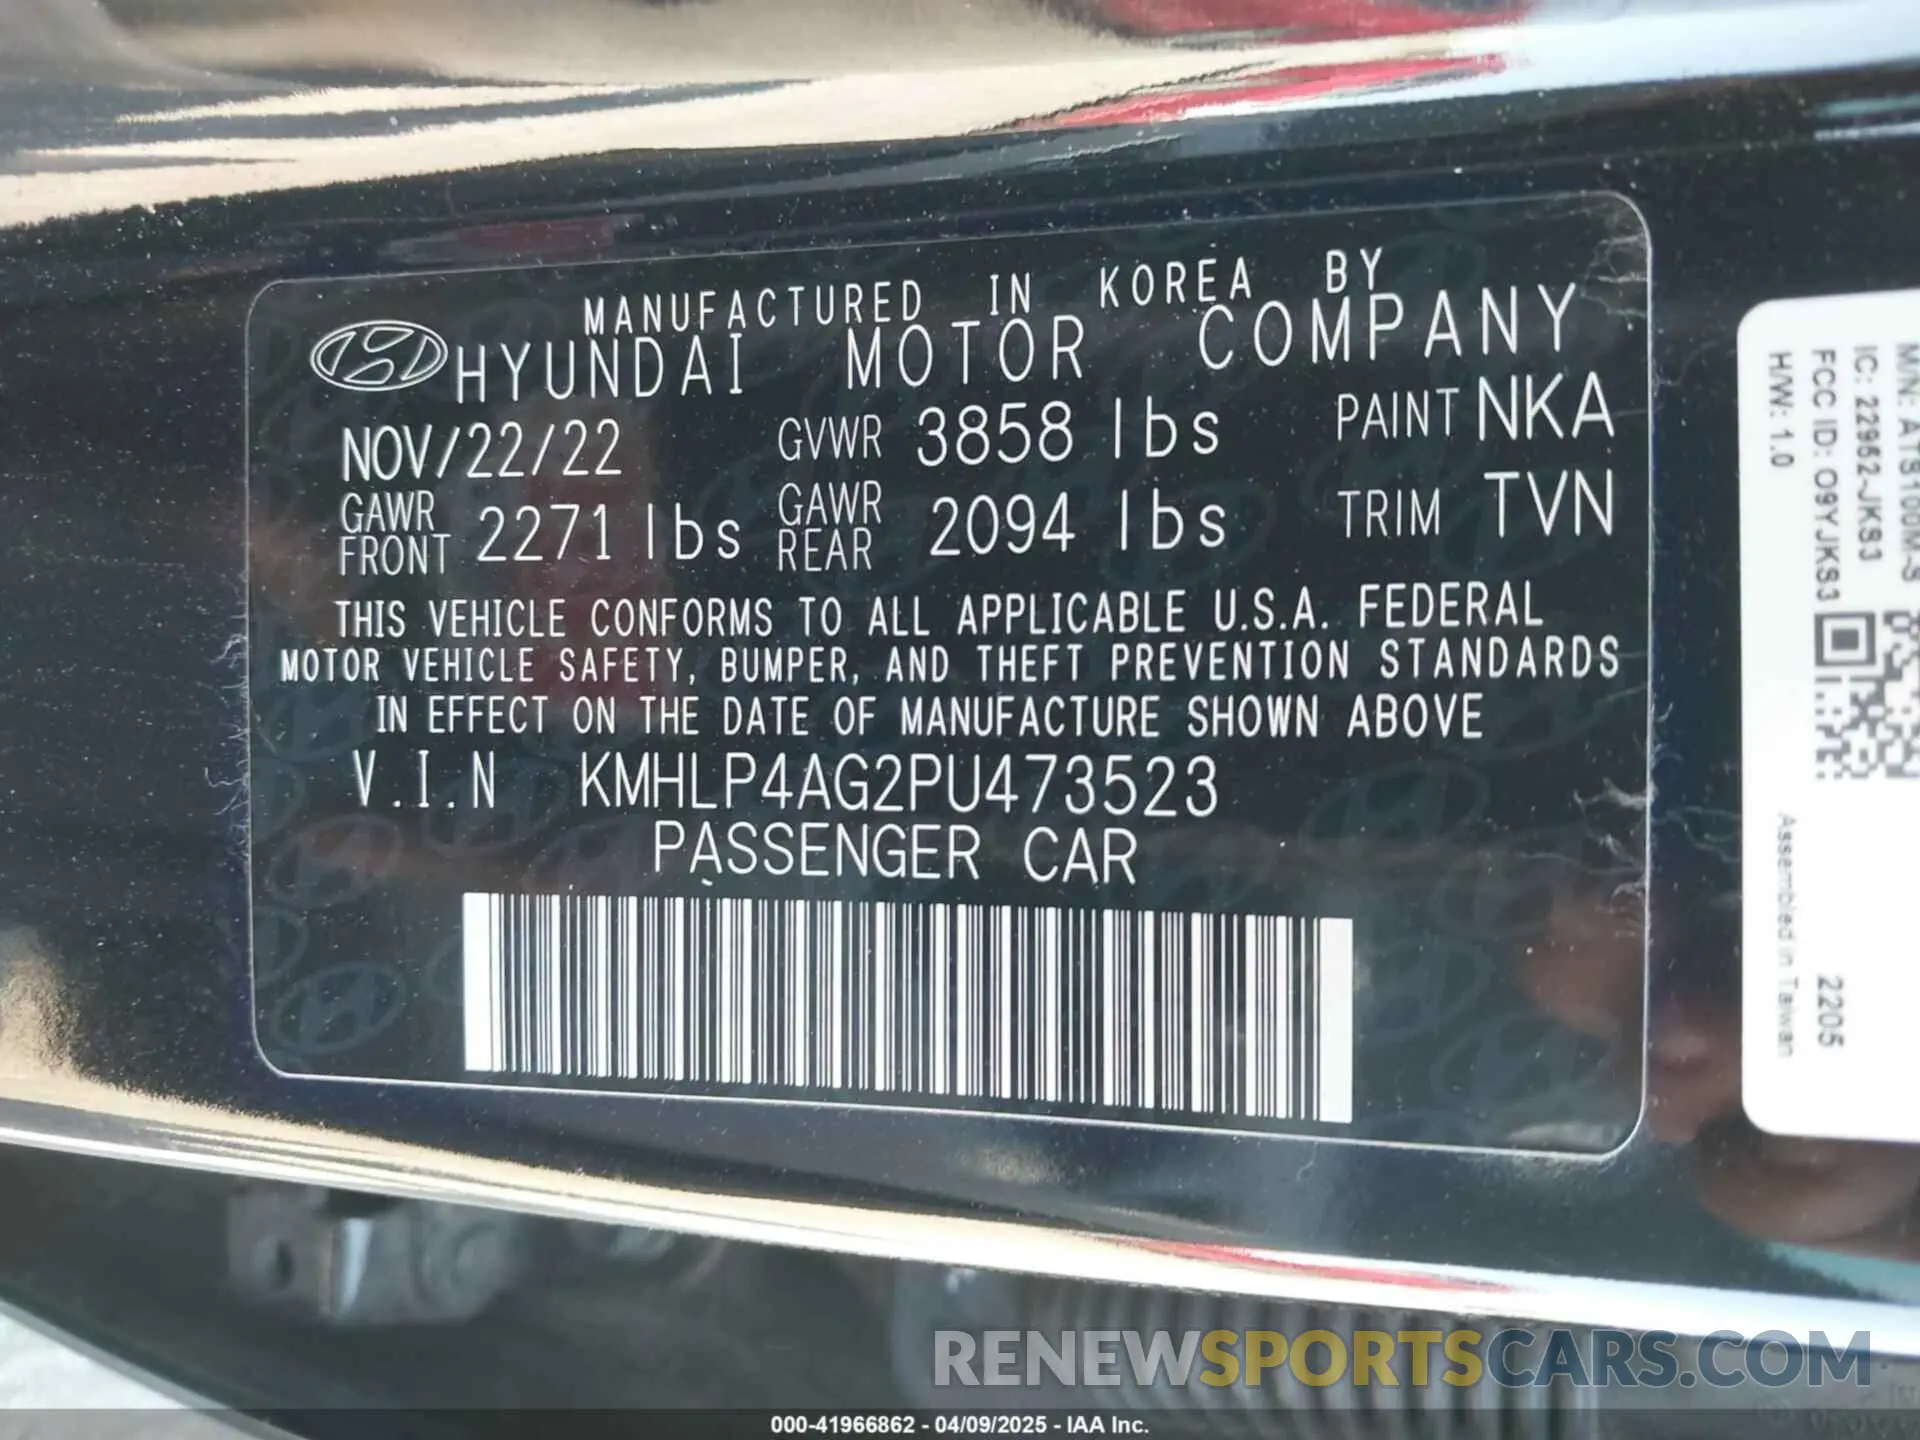 MANUFACTURED IN KOREA BY
HYUNDAI MOTOR COMPANY
NOV/22/22 GVWR 3858 lbs PAINT NKA
GAWR FRONT 2271 lbs GAWR REAR 2094 lbs TRIM TVN
THIS VEHICLE CONFORMS TO ALL APPLICABLE U.S.A. FEDERAL
MOTOR VEHICLE SAFETY, BUMPER, AND THEFT PREVENTION STANDARDS
IN EFFECT ON THE DATE OF MANUFACTURE SHOWN ABOVE
V.I.N KMHLP4AG2PU473523
PASSENGER CAR
M/N: ATS100M-S
IC: 22952-JKS3
FCC ID: O9YJKS3
H/W: 1.0
2205
Assembled in Taiwan
RENEWSPORTSCARS.COM
000-41966862 - 04/09/2025 - IAA Inc.